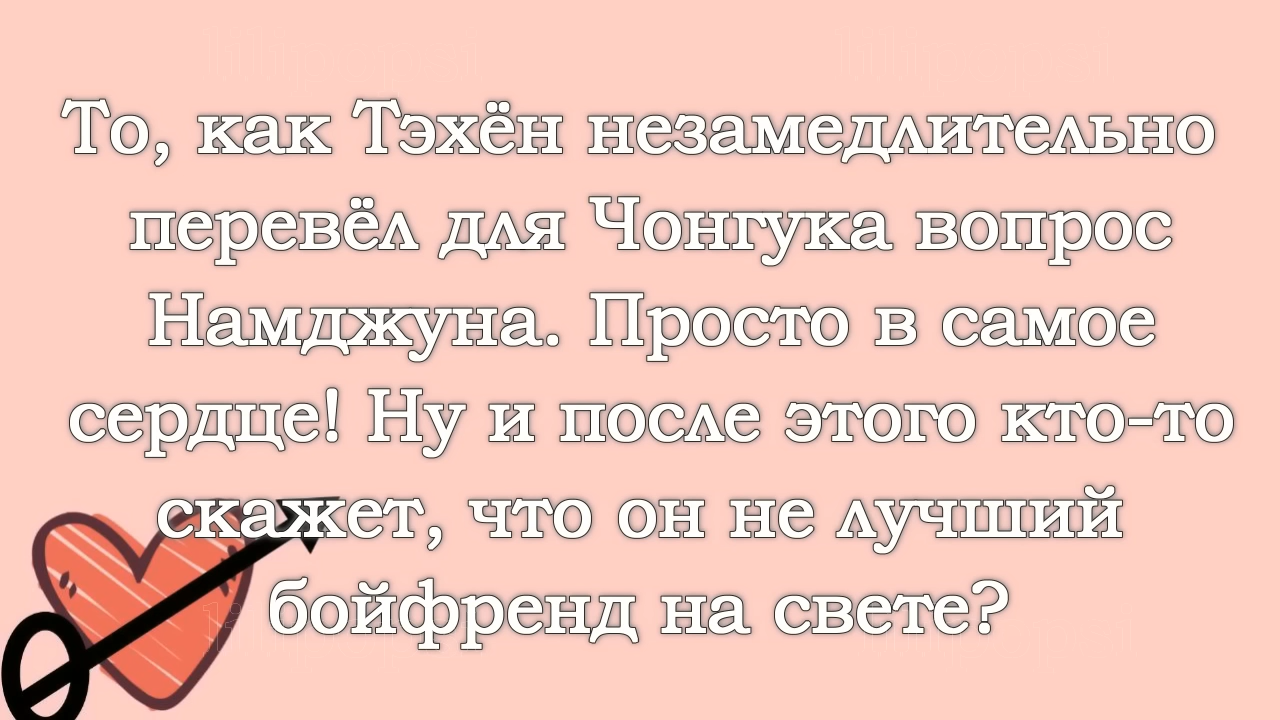 То, как Тэхён незамедлительно
перевёл для Чонгука вопрос
Намджуна. Просто в самое
сердце! Ну и после этого кто-то
скажет, что он не лучший
бойфренд на свете?